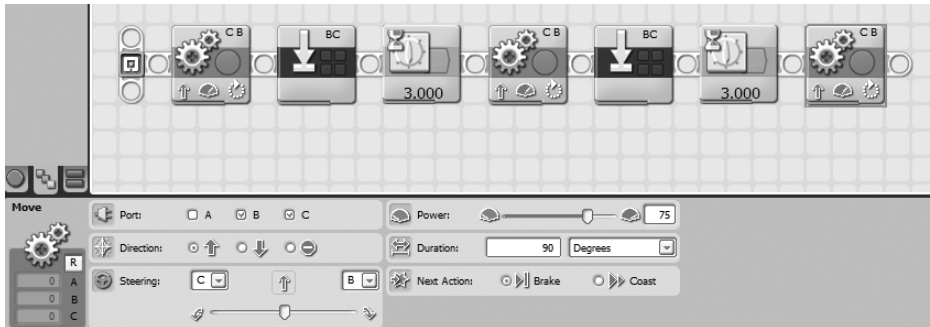 C B BC C B BC C B
3.000 3.000
Move
Port: A B C Power: 75
R Direction: Duration: 90 Degrees
0 A Steering: C B Next Action: Brake Coast
0 B
0 C